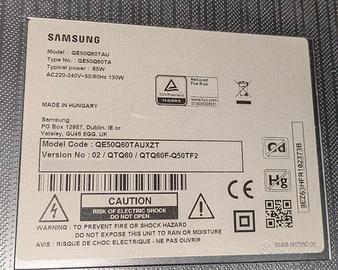 SAMSUNG
Model : QE50Q60TAU
Type No. : QE50Q60TA
Typical power : 85W
AC220-240V~50/60Hz 130W
Reduced
Fire Risk
MADE IN HUNGARY
Samsung
PO Box 12987, Dublin. IE or
Yateley, GU46 6GG. UK
Model Code : QE50Q60TAUXZT
Version No : 02 / QTQ60 / QTQ60F-Q50TF2
Cd
Hg
CAUTION
RISK OF ELECTRIC SHOCK
DO NOT OPEN
WARNING : TO PREVENT FIRE OR SHOCK HAZARD
DO NOT EXPOSE TO RAIN OR MOISTURE
AVIS : RISQUE DE CHOC ELECTRIQUE-NE PAS OUVRIR
CE